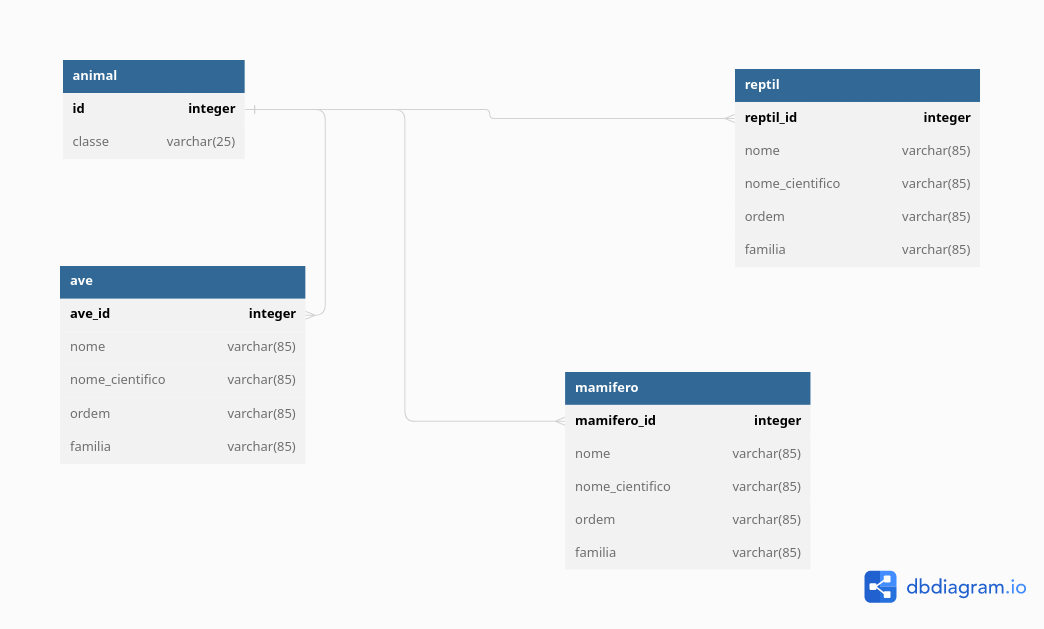 animal
id integer
classe varchar(25)
reptil
reptil_id integer
nome varchar(85)
nome_cientifico varchar(85)
ordem varchar(85)
familia varchar(85)
ave
ave_id integer
nome varchar(85)
nome_cientifico varchar(85)
ordem varchar(85)
familia varchar(85)
mamifero
mamifero_id integer
nome varchar(85)
nome_cientifico varchar(85)
ordem varchar(85)
familia varchar(85)
dbdiagram.io